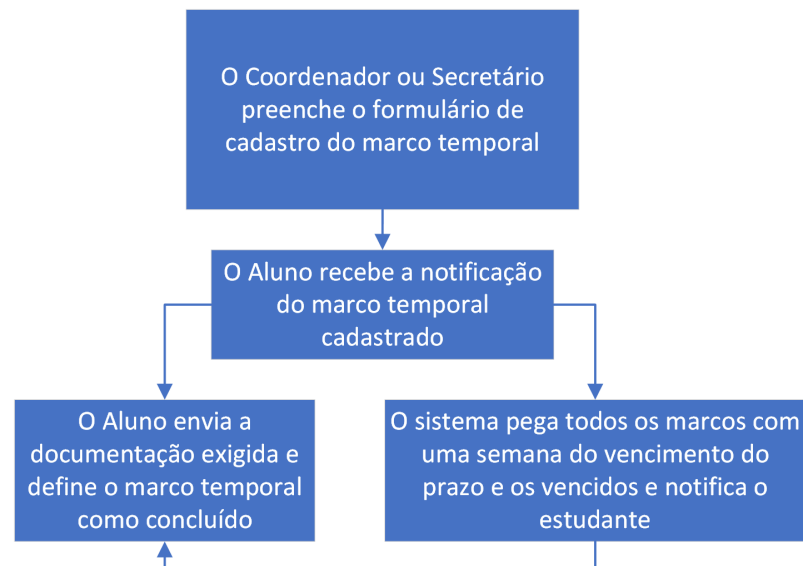 O Coordenador ou Secretário
preenche o formulário de
cadastro do marco temporal
O Aluno recebe a notificação
do marco temporal
cadastrado
O Aluno envia a
documentação exigida e
define o marco temporal
como concluído
O sistema pega todos os marcos com
uma semana do vencimento do
prazo e os vencidos e notifica o
estudante